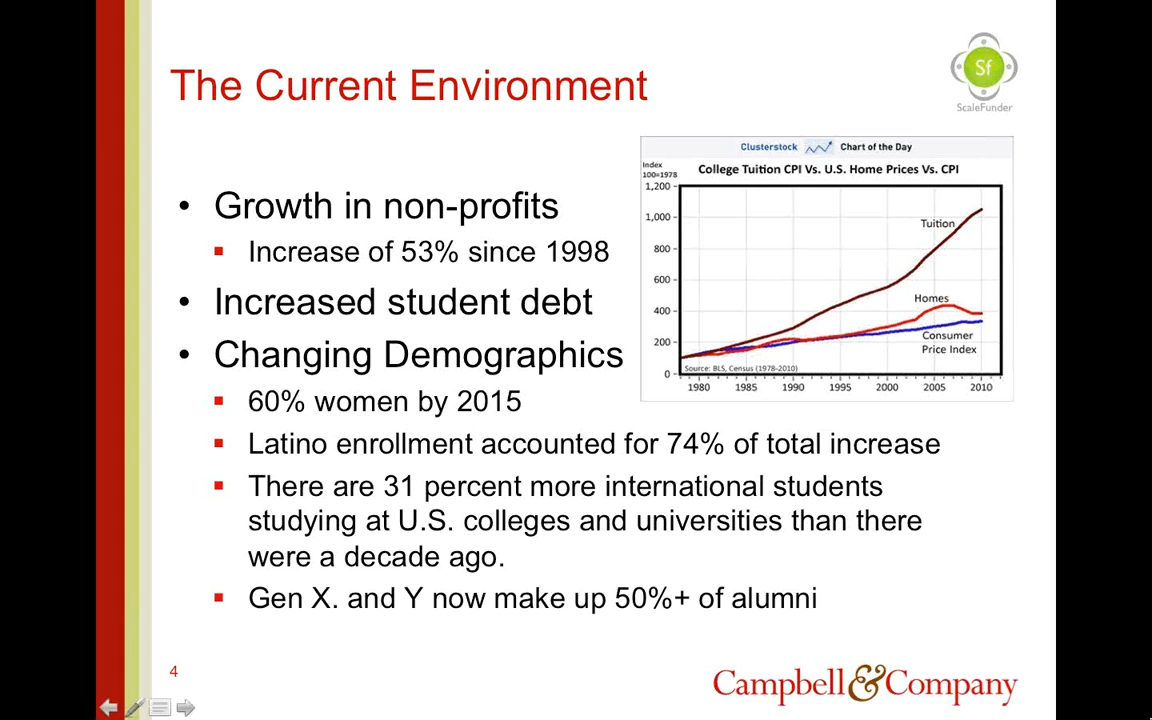 The Current Environment
Sf
ScaleFunder
• Growth in non-profits
▪ Increase of 53% since 1998
• Increased student debt
• Changing Demographics
▪ 60% women by 2015
▪ Latino enrollment accounted for 74% of total increase
▪ There are 31 percent more international students
studying at U.S. colleges and universities than there
were a decade ago.
▪ Gen X. and Y now make up 50%+ of alumni
Clusterstock Chart of the Day
Index
100=1978
College Tuition CPI Vs. U.S. Home Prices Vs. CPI
1,200
1,000
800
600
400
200
0
Tuition
Homes
Consumer
Price Index
Source: BLS, Census (1978-2010)
1980 1985 1990 1995 2000 2005 2010
4
Campbell & Company